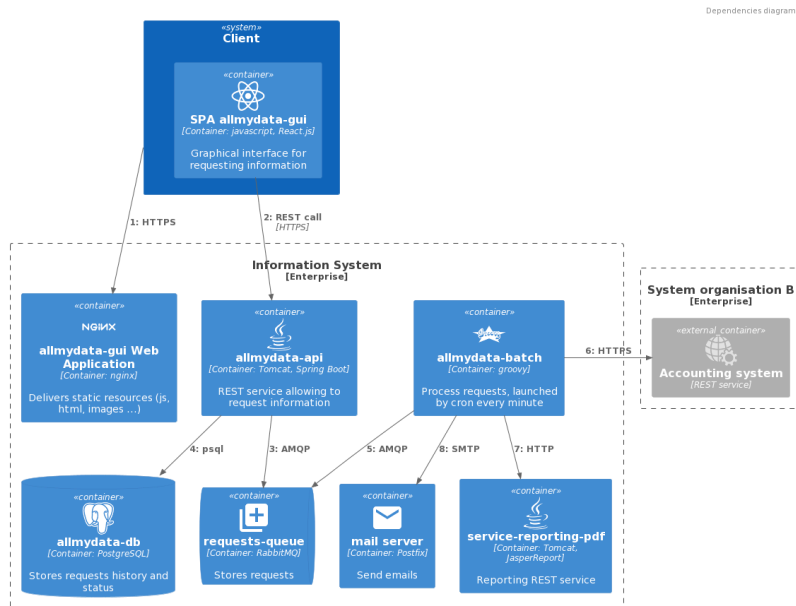 Dependencies diagram
«system»
Client
«container»
SPA allmydata-gui
[Container: javascript, React.js]
Graphical interface for
requesting information
1: HTTPS
2: REST call
[HTTPS]
Information System
[Enterprise]
System organisation B
[Enterprise]
«container»
NGINX
allmydata-gui Web
Application
[Container: nginx]
Delivers static resources (js,
html, images ...)
«container»
allmydata-api
[Container: Tomcat, Spring Boot]
REST service allowing to
request information
«container»
allmydata-batch
[Container: groovy]
Process requests, launched
by cron every minute
6: HTTPS
«external_container»
Accounting system
[REST service]
4: psql
3: AMQP
5: AMQP
8: SMTP
7: HTTP
«container»
allmydata-db
[Container: PostgreSQL]
Stores requests history and
status
«container»
requests-queue
[Container: RabbitMQ]
Stores requests
«container»
mail server
[Container: Postfix]
Send emails
«container»
service-reporting-pdf
[Container: Tomcat,
JasperReport]
Reporting REST service